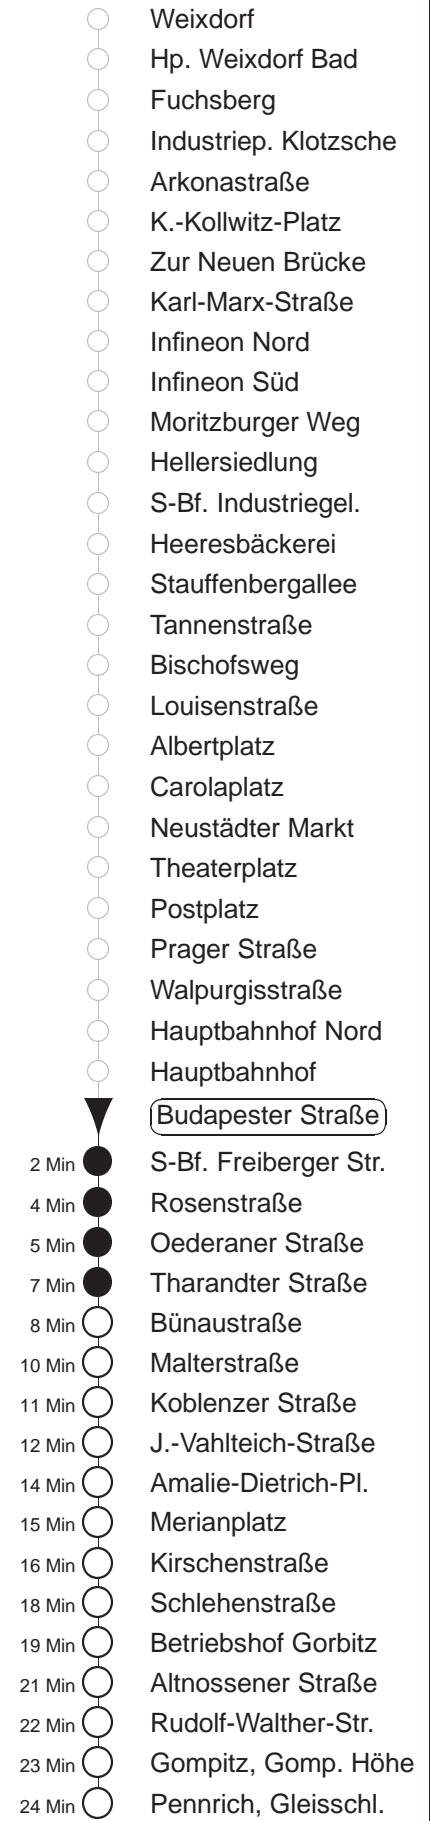 Weixdorf
Hp. Weixdorf Bad
Fuchsberg
Industriep. Klotzsche
Arkonastraße
K.-Kollwitz-Platz
Zur Neuen Brücke
Karl-Marx-Straße
Infineon Nord
Infineon Süd
Moritzburger Weg
Hellersiedlung
S-Bf. Industriegel.
Heeresbäckerei
Stauffenbergallee
Tannenstraße
Bischofsweg
Louisenstraße
Albertplatz
Carolaplatz
Neustädter Markt
Theaterplatz
Postplatz
Prager Straße
Walpurgisstraße
Hauptbahnhof Nord
Hauptbahnhof
Budapester Straße
2 Min S-Bf. Freiberger Str.
4 Min Rosenstraße
5 Min Oederaner Straße
7 Min Tharandter Straße
8 Min Bünaustraße
10 Min Malterstraße
11 Min Koblenzer Straße
12 Min J.-Vahlteich-Straße
14 Min Amalie-Dietrich-Pl.
15 Min Merianplatz
16 Min Kirschenstraße
18 Min Schlehenstraße
19 Min Betriebshof Gorbitz
21 Min Altnossener Straße
22 Min Rudolf-Walther-Str.
23 Min Gompitz, Gomp. Höhe
24 Min Pennrich, Gleisschl.